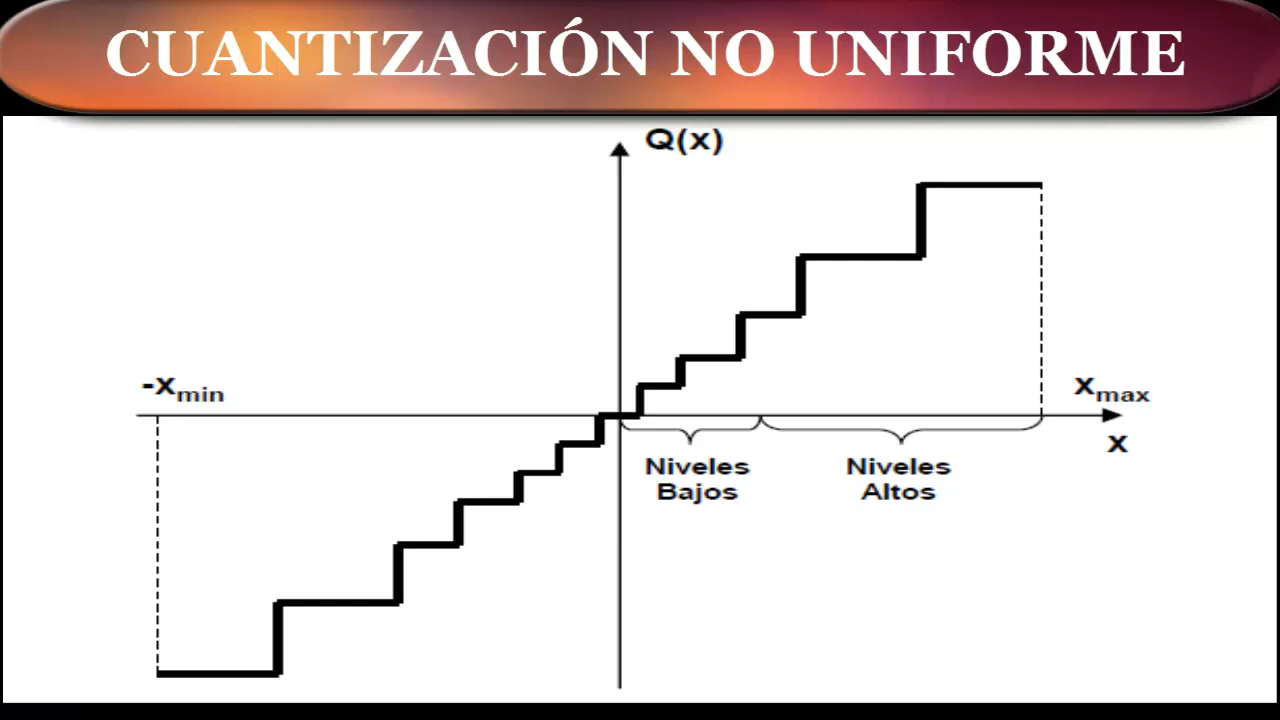 CUANTIZACIÓN NO UNIFORME
Q(x)
-xmin
xmax
x
Niveles
Bajos
Niveles
Altos